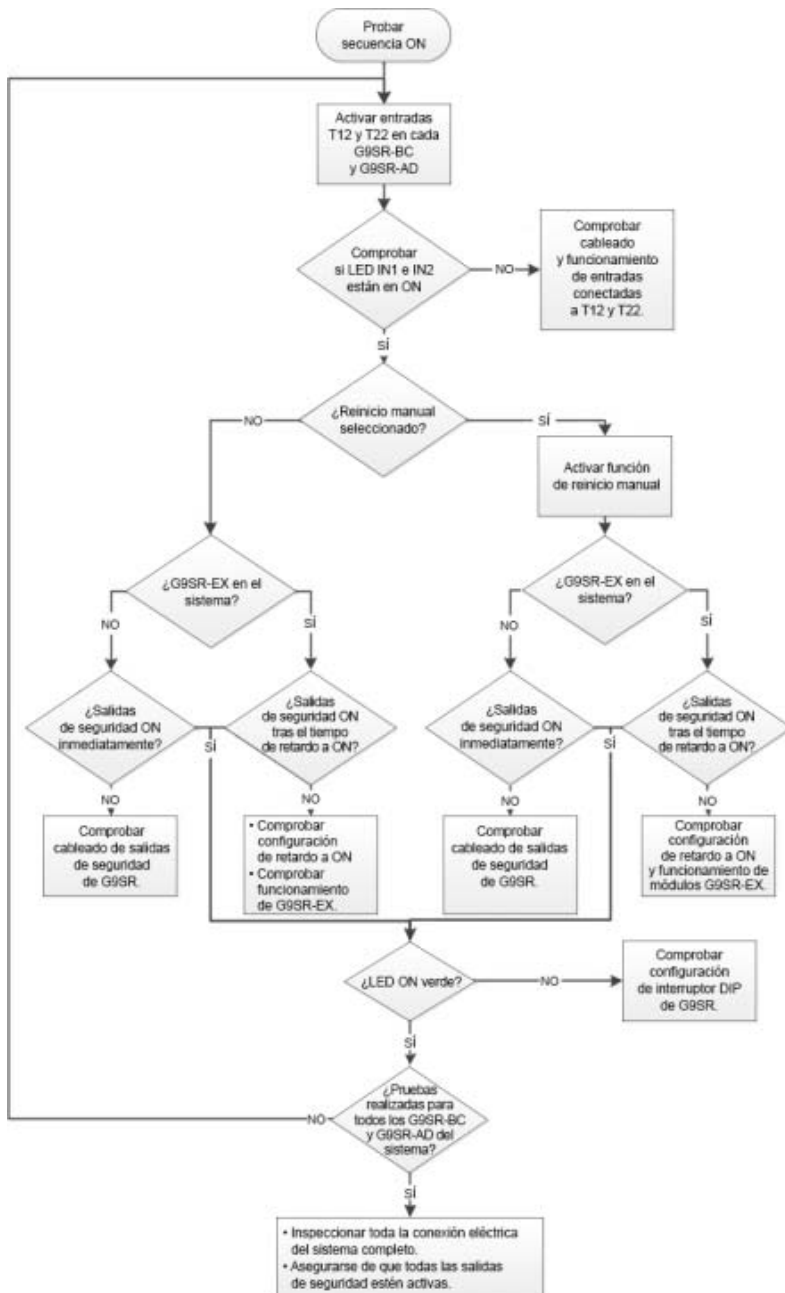 Probar
secuencia ON
Activar entradas
T12 y T22 en cada
G9SR-BC
y G9SR-AD
Comprobar
si LED IN1 e IN2
están en ON
NO
Comprobar
cableado
y funcionamiento
de entradas
conectadas
a T12 y T22.
SÍ
¿Reinicio manual
seleccionado?
NO
SÍ
Activar función
de reinicio manual
¿G9SR-EX en el
sistema?
NO
SÍ
¿G9SR-EX en el
sistema?
NO
SÍ
¿Salidas
de seguridad ON
inmediatamente?
SÍ
¿Salidas
de seguridad ON
tras el tiempo
de retardo a ON?
¿Salidas
de seguridad ON
inmediatamente?
SÍ
¿Salidas
de seguridad ON
tras el tiempo
de retardo a ON?
NO
NO
NO
NO
Comprobar
cableado de salidas
de seguridad
de G9SR.
• Comprobar
configuración
de retardo a ON
• Comprobar
funcionamiento
de G9SR-EX.
Comprobar
cableado de salidas
de seguridad
de G9SR.
Comprobar
configuración
de retardo a ON
y funcionamiento de
módulos G9SR-EX.
¿LED ON verde?
NO
Comprobar
configuración
de interruptor DIP
de G9SR.
SÍ
¿Pruebas
realizadas para
todos los G9SR-BC
y G9SR-AD del
sistema?
NO
SÍ
• Inspeccionar toda la conexión eléctrica
del sistema completo.
• Asegurarse de que todas las salidas
de seguridad estén activas.